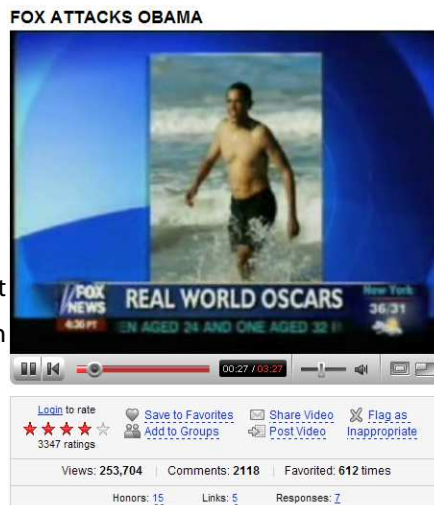 FOX ATTACKS OBAMA
FOX NEWS
REAL WORLD OSCARS
New York
36/31
4:36 PT
EN AGED 24 AND ONE AGED 32
t
n
00:27 / 03:27
Login to rate
3347 ratings
Save to Favorites
Add to Groups
Share Video
Post Video
Flag as
Inappropriate
Views: 253,704 | Comments: 2118 | Favorited: 612 times
Honors: 15 Links: 5 Responses: 7